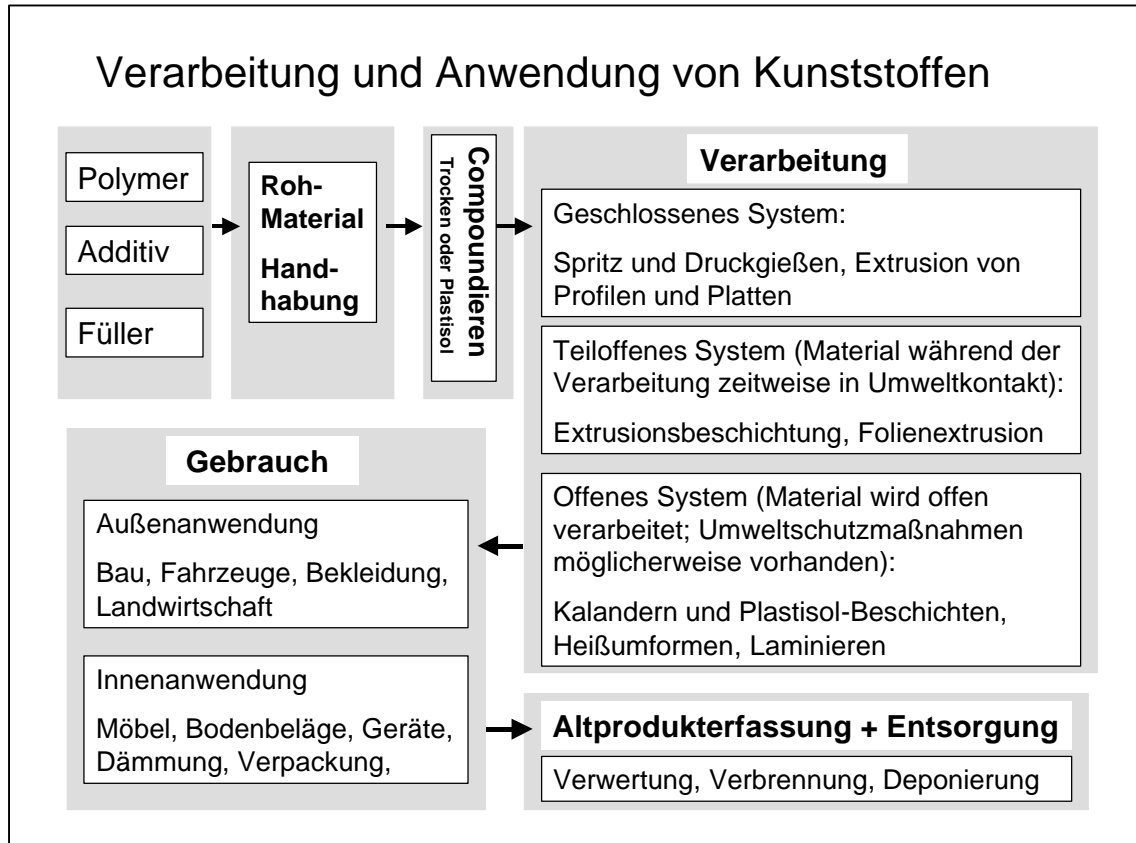 Verarbeitung und Anwendung von Kunststoffen
Polymer
Additiv
Füller
Roh-
Material
Hand-
habung
Compoundieren
Trocken oder Plastisol
Verarbeitung
Geschlossenes System:
Spritz und Druckgießen, Extrusion von
Profilen und Platten
Teiloffenes System (Material während der
Verarbeitung zeitweise in Umweltkontakt):
Extrusionsbeschichtung, Folienextrusion
Offenes System (Material wird offen
verarbeitet; Umweltschutzmaßnahmen
möglicherweise vorhanden):
Kalandern und Plastisol-Beschichten,
Heißumformen, Laminieren
Gebrauch
Außenanwendung
Bau, Fahrzeuge, Bekleidung,
Landwirtschaft
Innenanwendung
Möbel, Bodenbeläge, Geräte,
Dämmung, Verpackung,
Altprodukterfassung + Entsorgung
Verwertung, Verbrennung, Deponierung